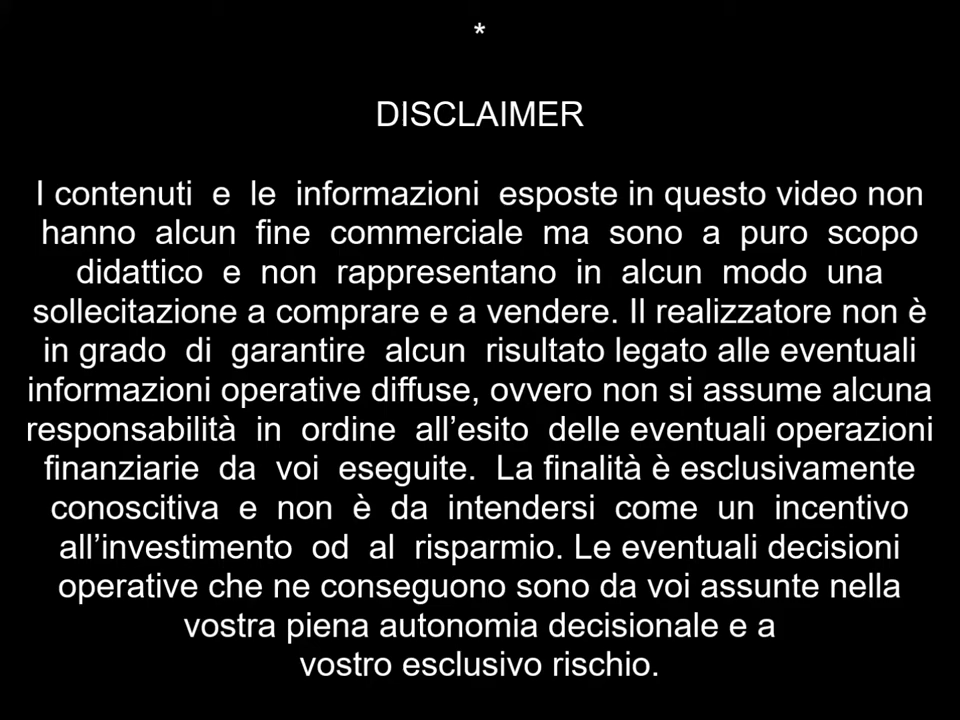 *
DISCLAIMER
I contenuti e le informazioni esposte in questo video non
hanno alcun fine commerciale ma sono a puro scopo
didattico e non rappresentano in alcun modo una
sollecitazione a comprare e a vendere. Il realizzatore non è
in grado di garantire alcun risultato legato alle eventuali
informazioni operative diffuse, ovvero non si assume alcuna
responsabilità in ordine all’esito delle eventuali operazioni
finanziarie da voi eseguite. La finalità è esclusivamente
conoscitiva e non è da intendersi come un incentivo
all’investimento od al risparmio. Le eventuali decisioni
operative che ne conseguono sono da voi assunte nella
vostra piena autonomia decisionale e a
vostro esclusivo rischio.